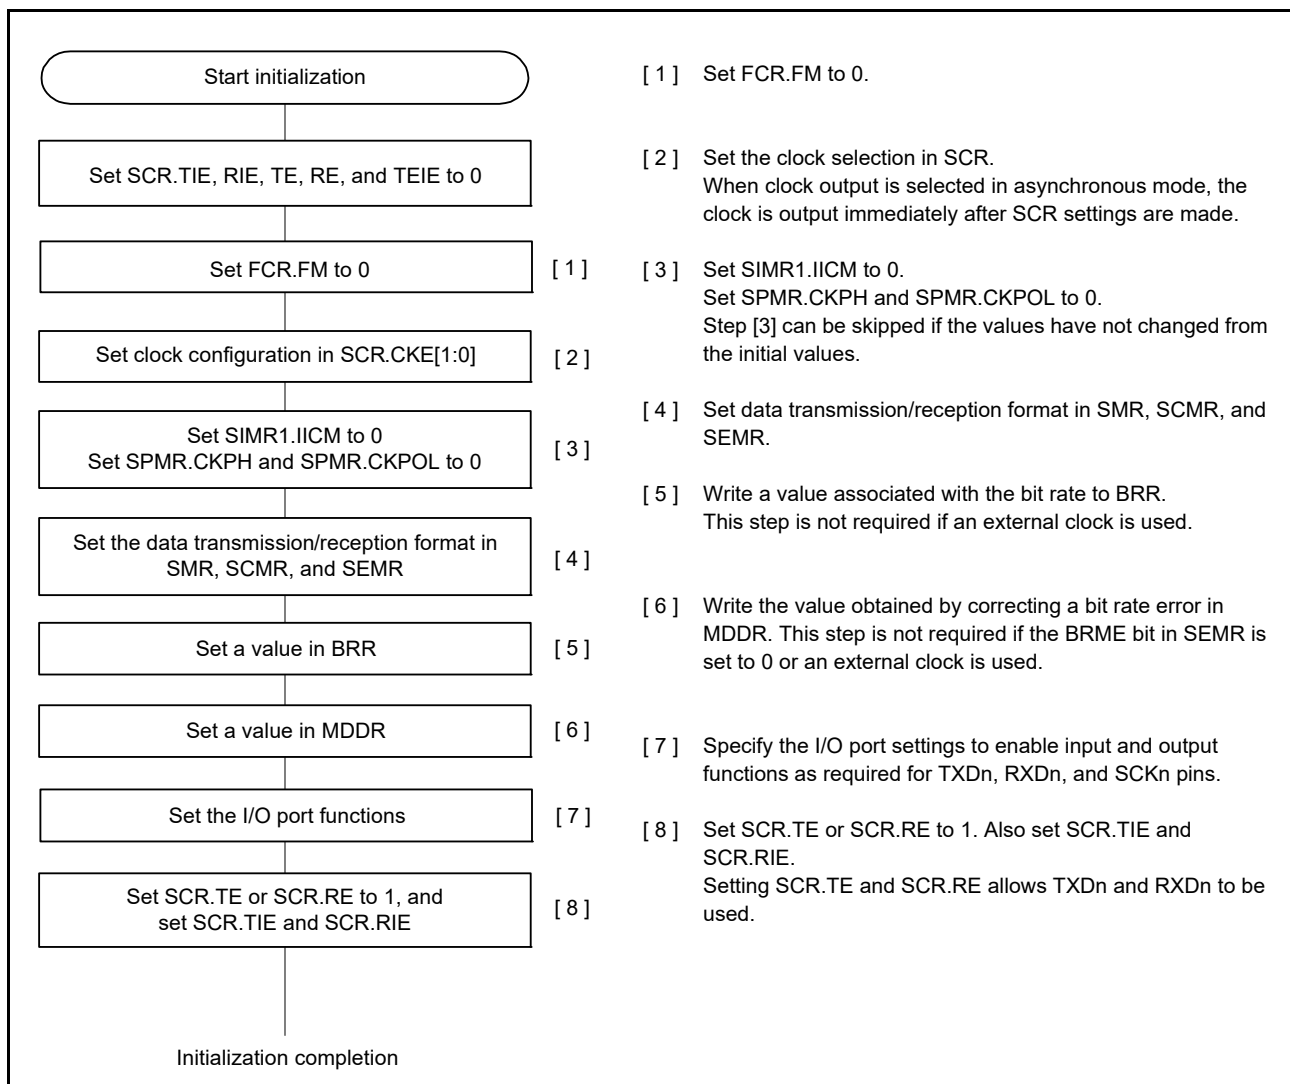 Start initialization
Set SCR.TIE, RIE, TE, RE, and TEIE to 0
Set FCR.FM to 0
[ 1 ]
Set clock configuration in SCR.CKE[1:0]
[ 2 ]
Set SIMR1.IICM to 0
Set SPMR.CKPH and SPMR.CKPOL to 0
[ 3 ]
Set the data transmission/reception format in
SMR, SCMR, and SEMR
[ 4 ]
Set a value in BRR
[ 5 ]
Set a value in MDDR
[ 6 ]
Set the I/O port functions
[ 7 ]
Set SCR.TE or SCR.RE to 1, and
set SCR.TIE and SCR.RIE
[ 8 ]
Initialization completion
[ 1 ] Set FCR.FM to 0.
[ 2 ] Set the clock selection in SCR.
When clock output is selected in asynchronous mode, the
clock is output immediately after SCR settings are made.
[ 3 ] Set SIMR1.IICM to 0.
Set SPMR.CKPH and SPMR.CKPOL to 0.
Step [3] can be skipped if the values have not changed from
the initial values.
[ 4 ] Set data transmission/reception format in SMR, SCMR, and
SEMR.
[ 5 ] Write a value associated with the bit rate to BRR.
This step is not required if an external clock is used.
[ 6 ] Write the value obtained by correcting a bit rate error in
MDDR. This step is not required if the BRME bit in SEMR is
set to 0 or an external clock is used.
[ 7 ] Specify the I/O port settings to enable input and output
functions as required for TXDn, RXDn, and SCKn pins.
[ 8 ] Set SCR.TE or SCR.RE to 1. Also set SCR.TIE and
SCR.RIE.
Setting SCR.TE and SCR.RE allows TXDn and RXDn to be
used.